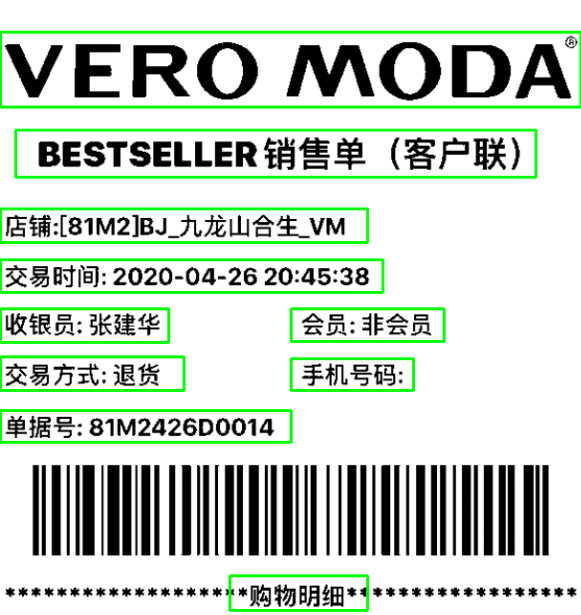 VERO MODA®
BESTSELLER销售单（客户联）
店铺:[81M2]BJ_九龙山合生_VM
交易时间: 2020-04-26 20:45:38
收银员: 张建华 会员: 非会员
交易方式: 退货 手机号码:
单据号: 81M2426D0014
******************购物明细******************